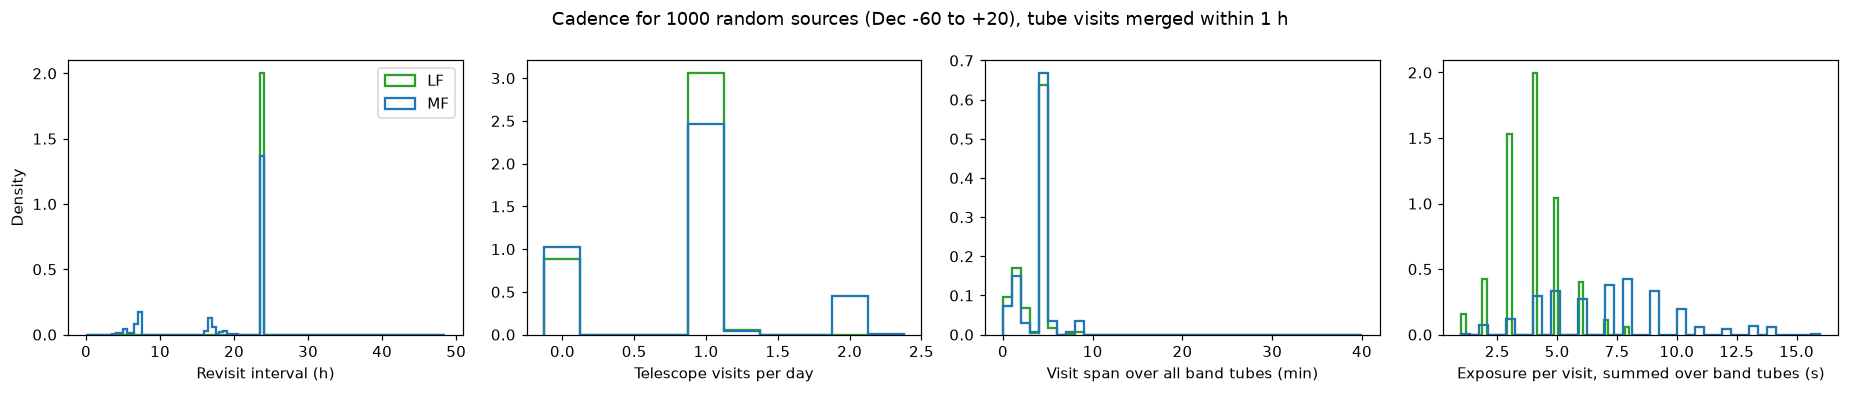 Cadence for 1000 random sources (Dec -60 to +20), tube visits merged within 1 h
Density
2.0
1.5
1.0
0.5
0.0
LF
MF
0 10 20 30 40 50
Revisit interval (h)
3.0
2.5
2.0
1.5
1.0
0.5
0.0
0.0 0.5 1.0 1.5 2.0 2.5
Telescope visits per day
0.7
0.6
0.5
0.4
0.3
0.2
0.1
0.0
0 10 20 30 40
Visit span over all band tubes (min)
2.0
1.5
1.0
0.5
0.0
2.5 5.0 7.5 10.0 12.5 15.0
Exposure per visit, summed over band tubes (s)